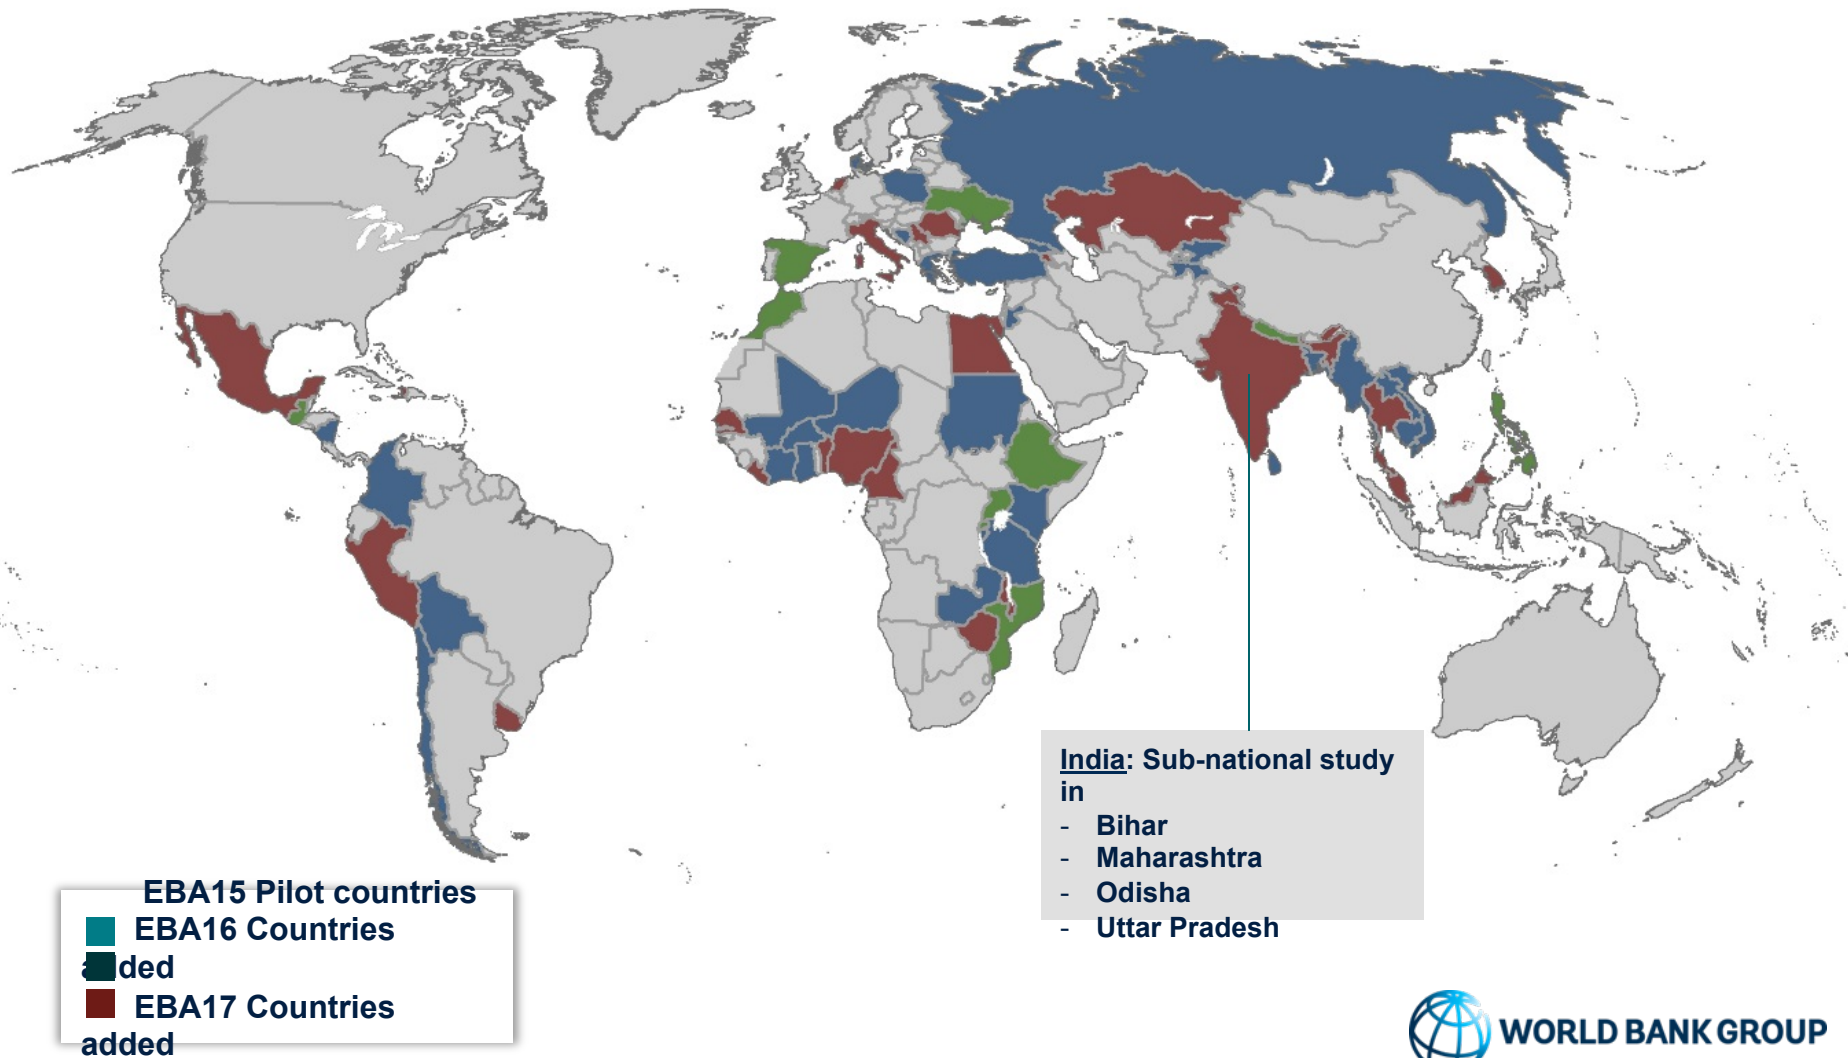 India: Sub-national study
in
- Bihar
- Maharashtra
- Odisha
- Uttar Pradesh
EBA15 Pilot countries
EBA16 Countries
added
EBA17 Countries
added
WORLD BANK GROUP